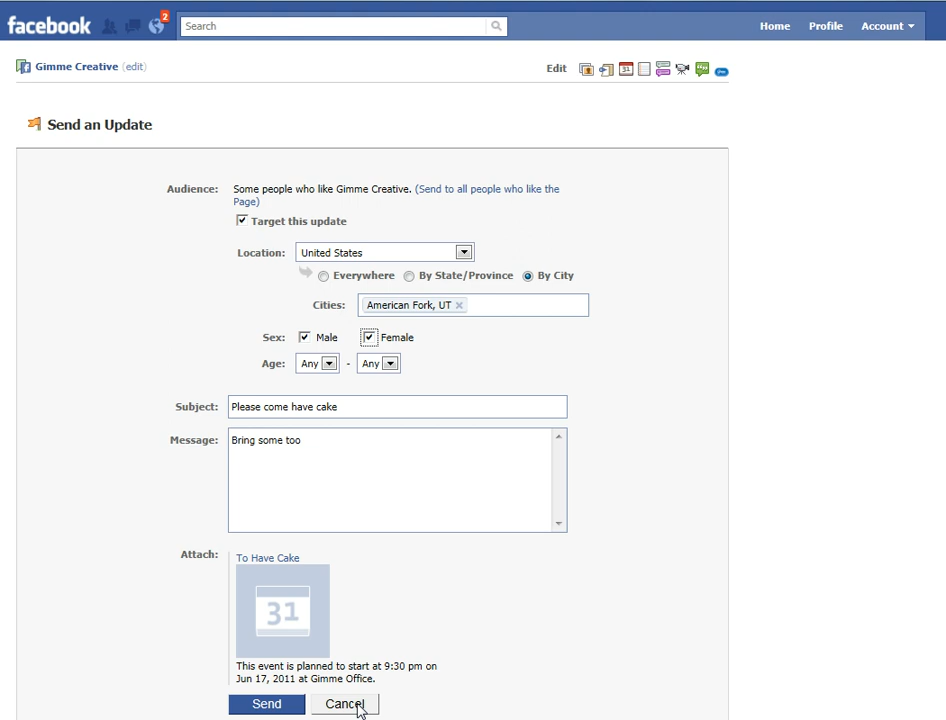 facebook 2 Search Home Profile Account
Gimme Creative (edit) Edit 31
Send an Update
Audience: Some people who like Gimme Creative. (Send to all people who like the
Page)
Target this update
Location: United States
Everywhere By State/Province By City
Cities: American Fork, UT ×
Sex: Male Female
Age: Any - Any
Subject: Please come have cake
Message: Bring some too
Attach: To Have Cake
31
This event is planned to start at 9:30 pm on
Jun 17, 2011 at Gimme Office.
Send Cancel